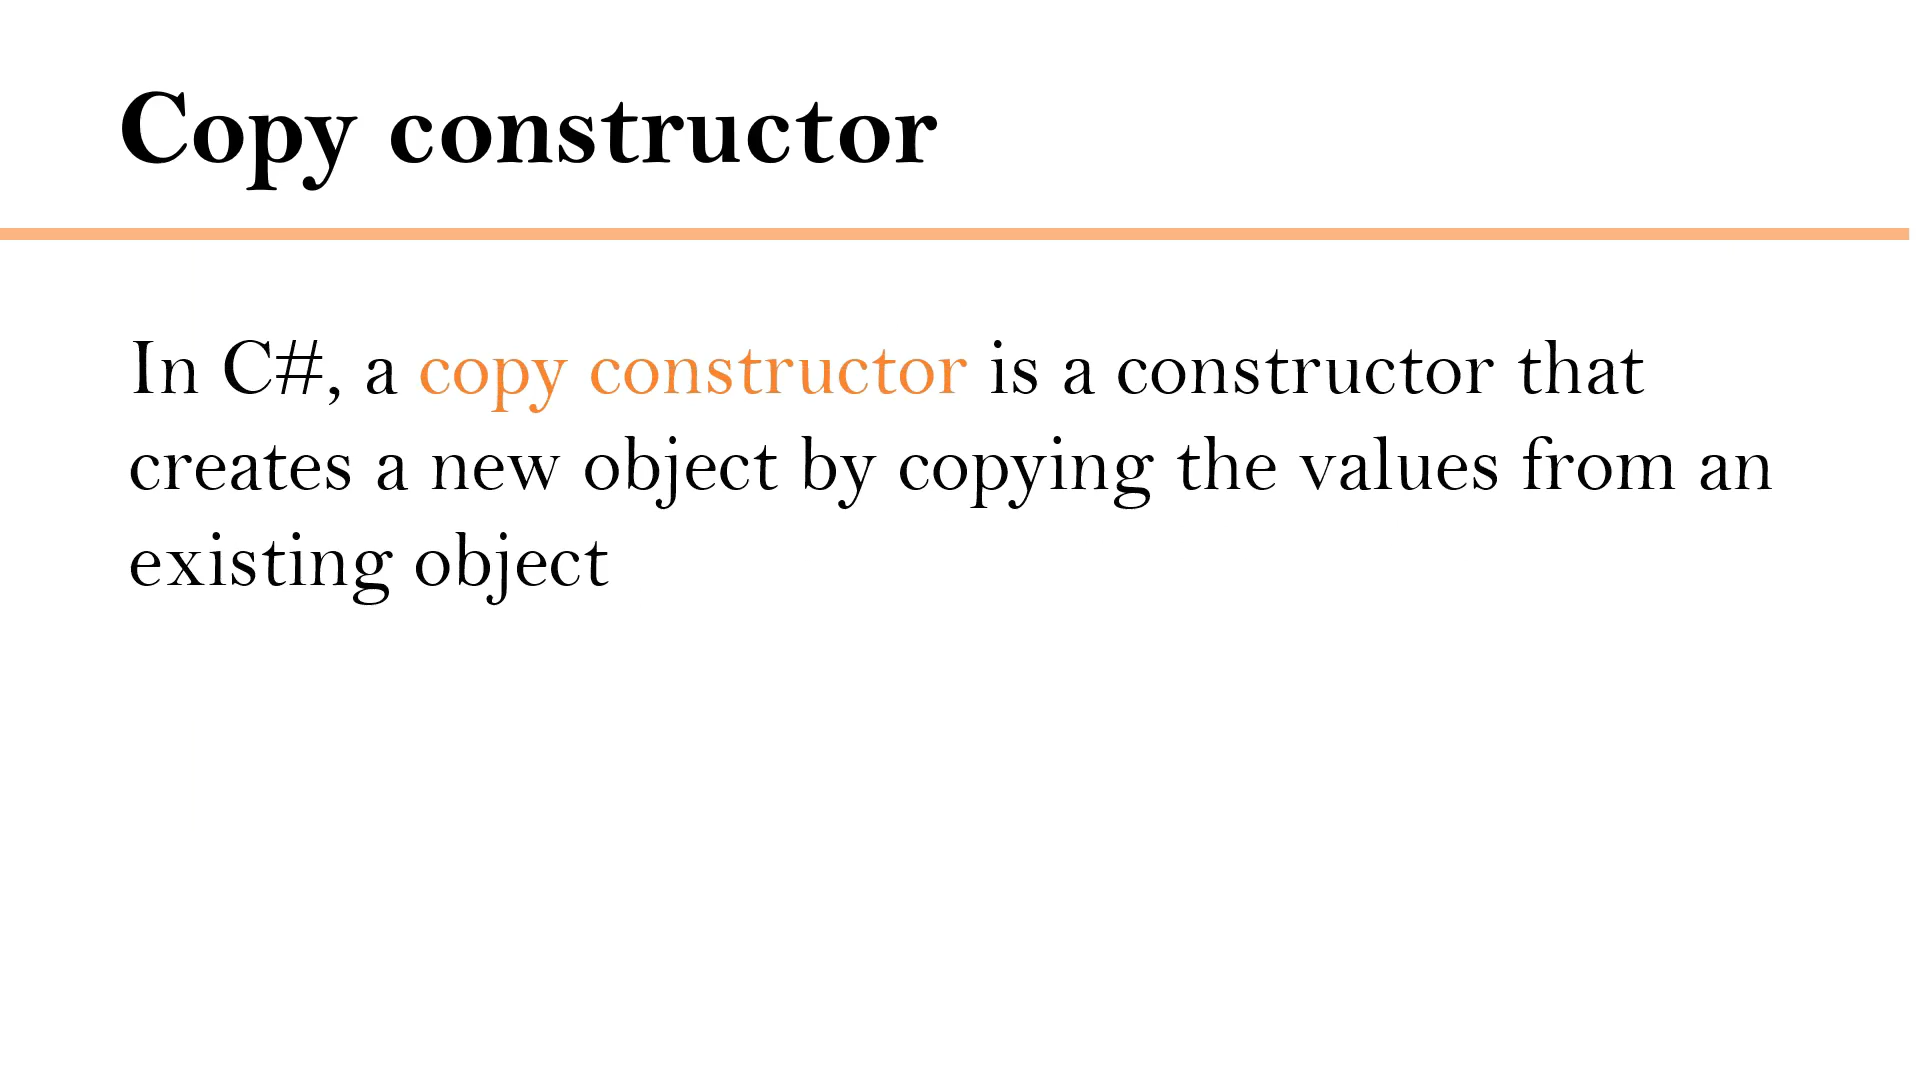 Copy constructor
In C#, a copy constructor is a constructor that
creates a new object by copying the values from an
existing object